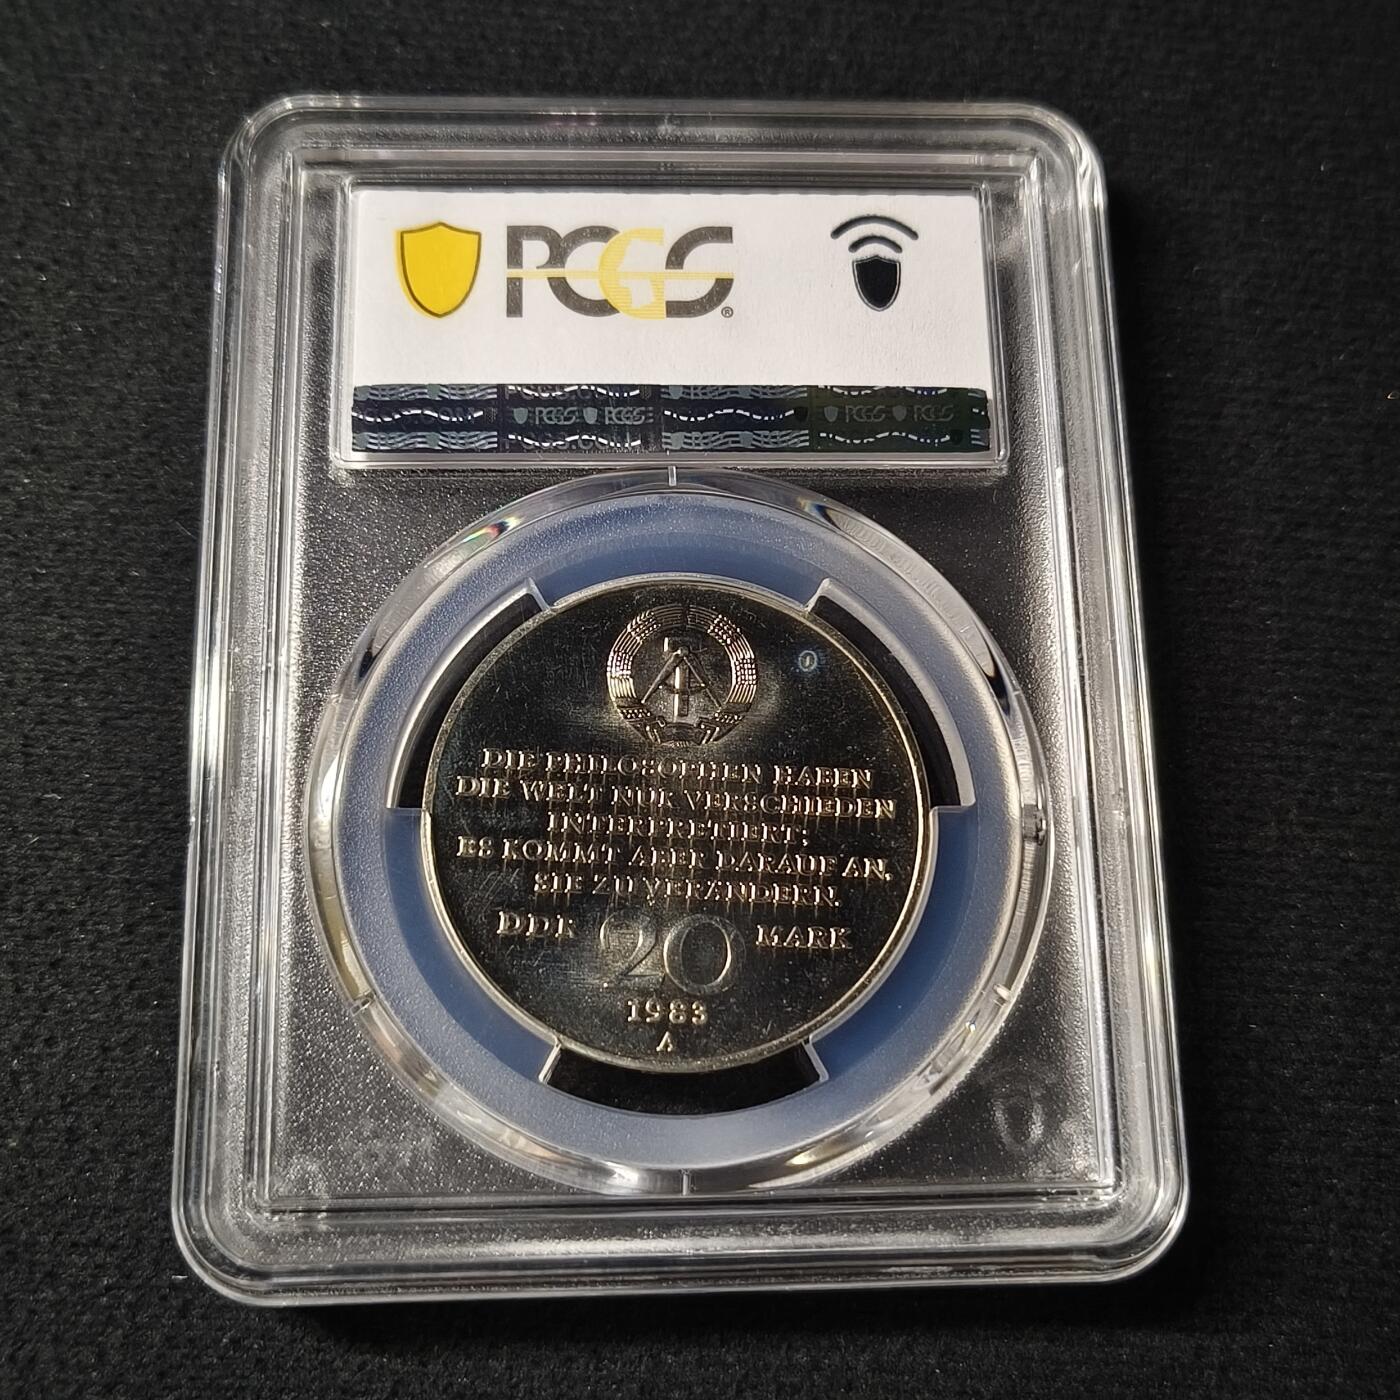 PCGS®
PCGS PCGS PCGS PCGS
DIE PHILOSOPHEN HABEN
DIE WELT NUR VERSCHIEDEN
INTERPRETIERT;
ES KOMMT ABER DARAUF AN,
SIE ZU VERÄNDERN.
DDR 20 MARK
1983
A